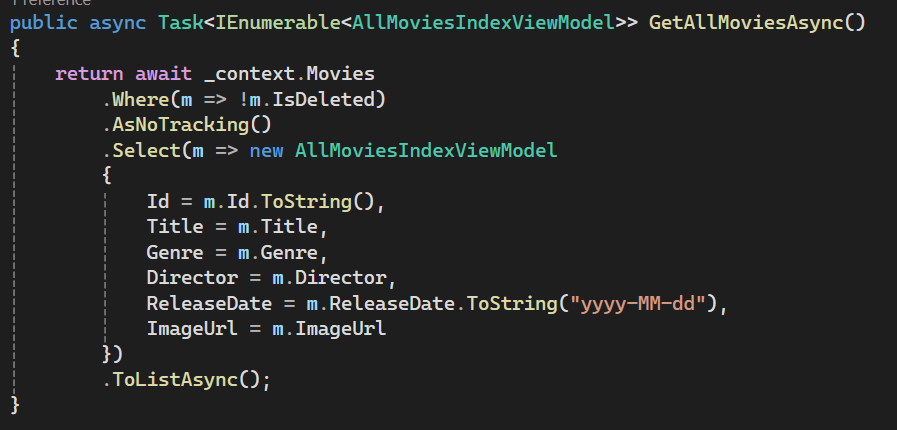 1 reference
public async Task<IEnumerable<AllMoviesIndexViewModel>> GetAllMoviesAsync()
{
    return await _context.Movies
        .Where(m => !m.IsDeleted)
        .AsNoTracking()
        .Select(m => new AllMoviesIndexViewModel
        {
            Id = m.Id.ToString(),
            Title = m.Title,
            Genre = m.Genre,
            Director = m.Director,
            ReleaseDate = m.ReleaseDate.ToString("yyyy-MM-dd"),
            ImageUrl = m.ImageUrl
        })
        .ToListAsync();
}